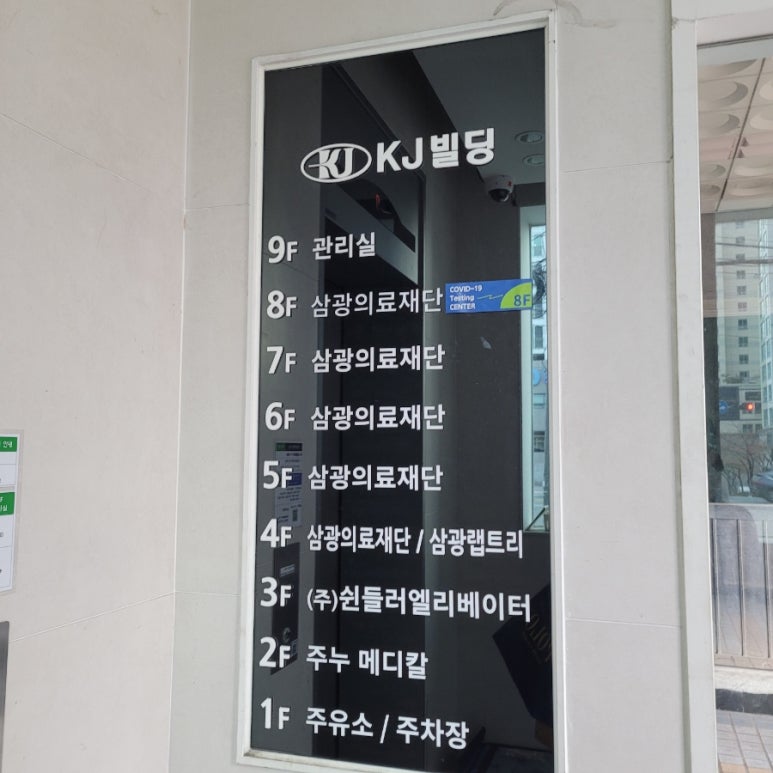 KJ KJ빌딩
9F 관리실
8F 삼광의료재단 COVID-19
Testing
CENTER 8F
7F 삼광의료재단
6F 삼광의료재단
5F 삼광의료재단
4F 삼광의료재단 / 삼광랩트리
3F (주)쉰들러엘리베이터
2F 주누 메디칼
1F 주유소 / 주차장